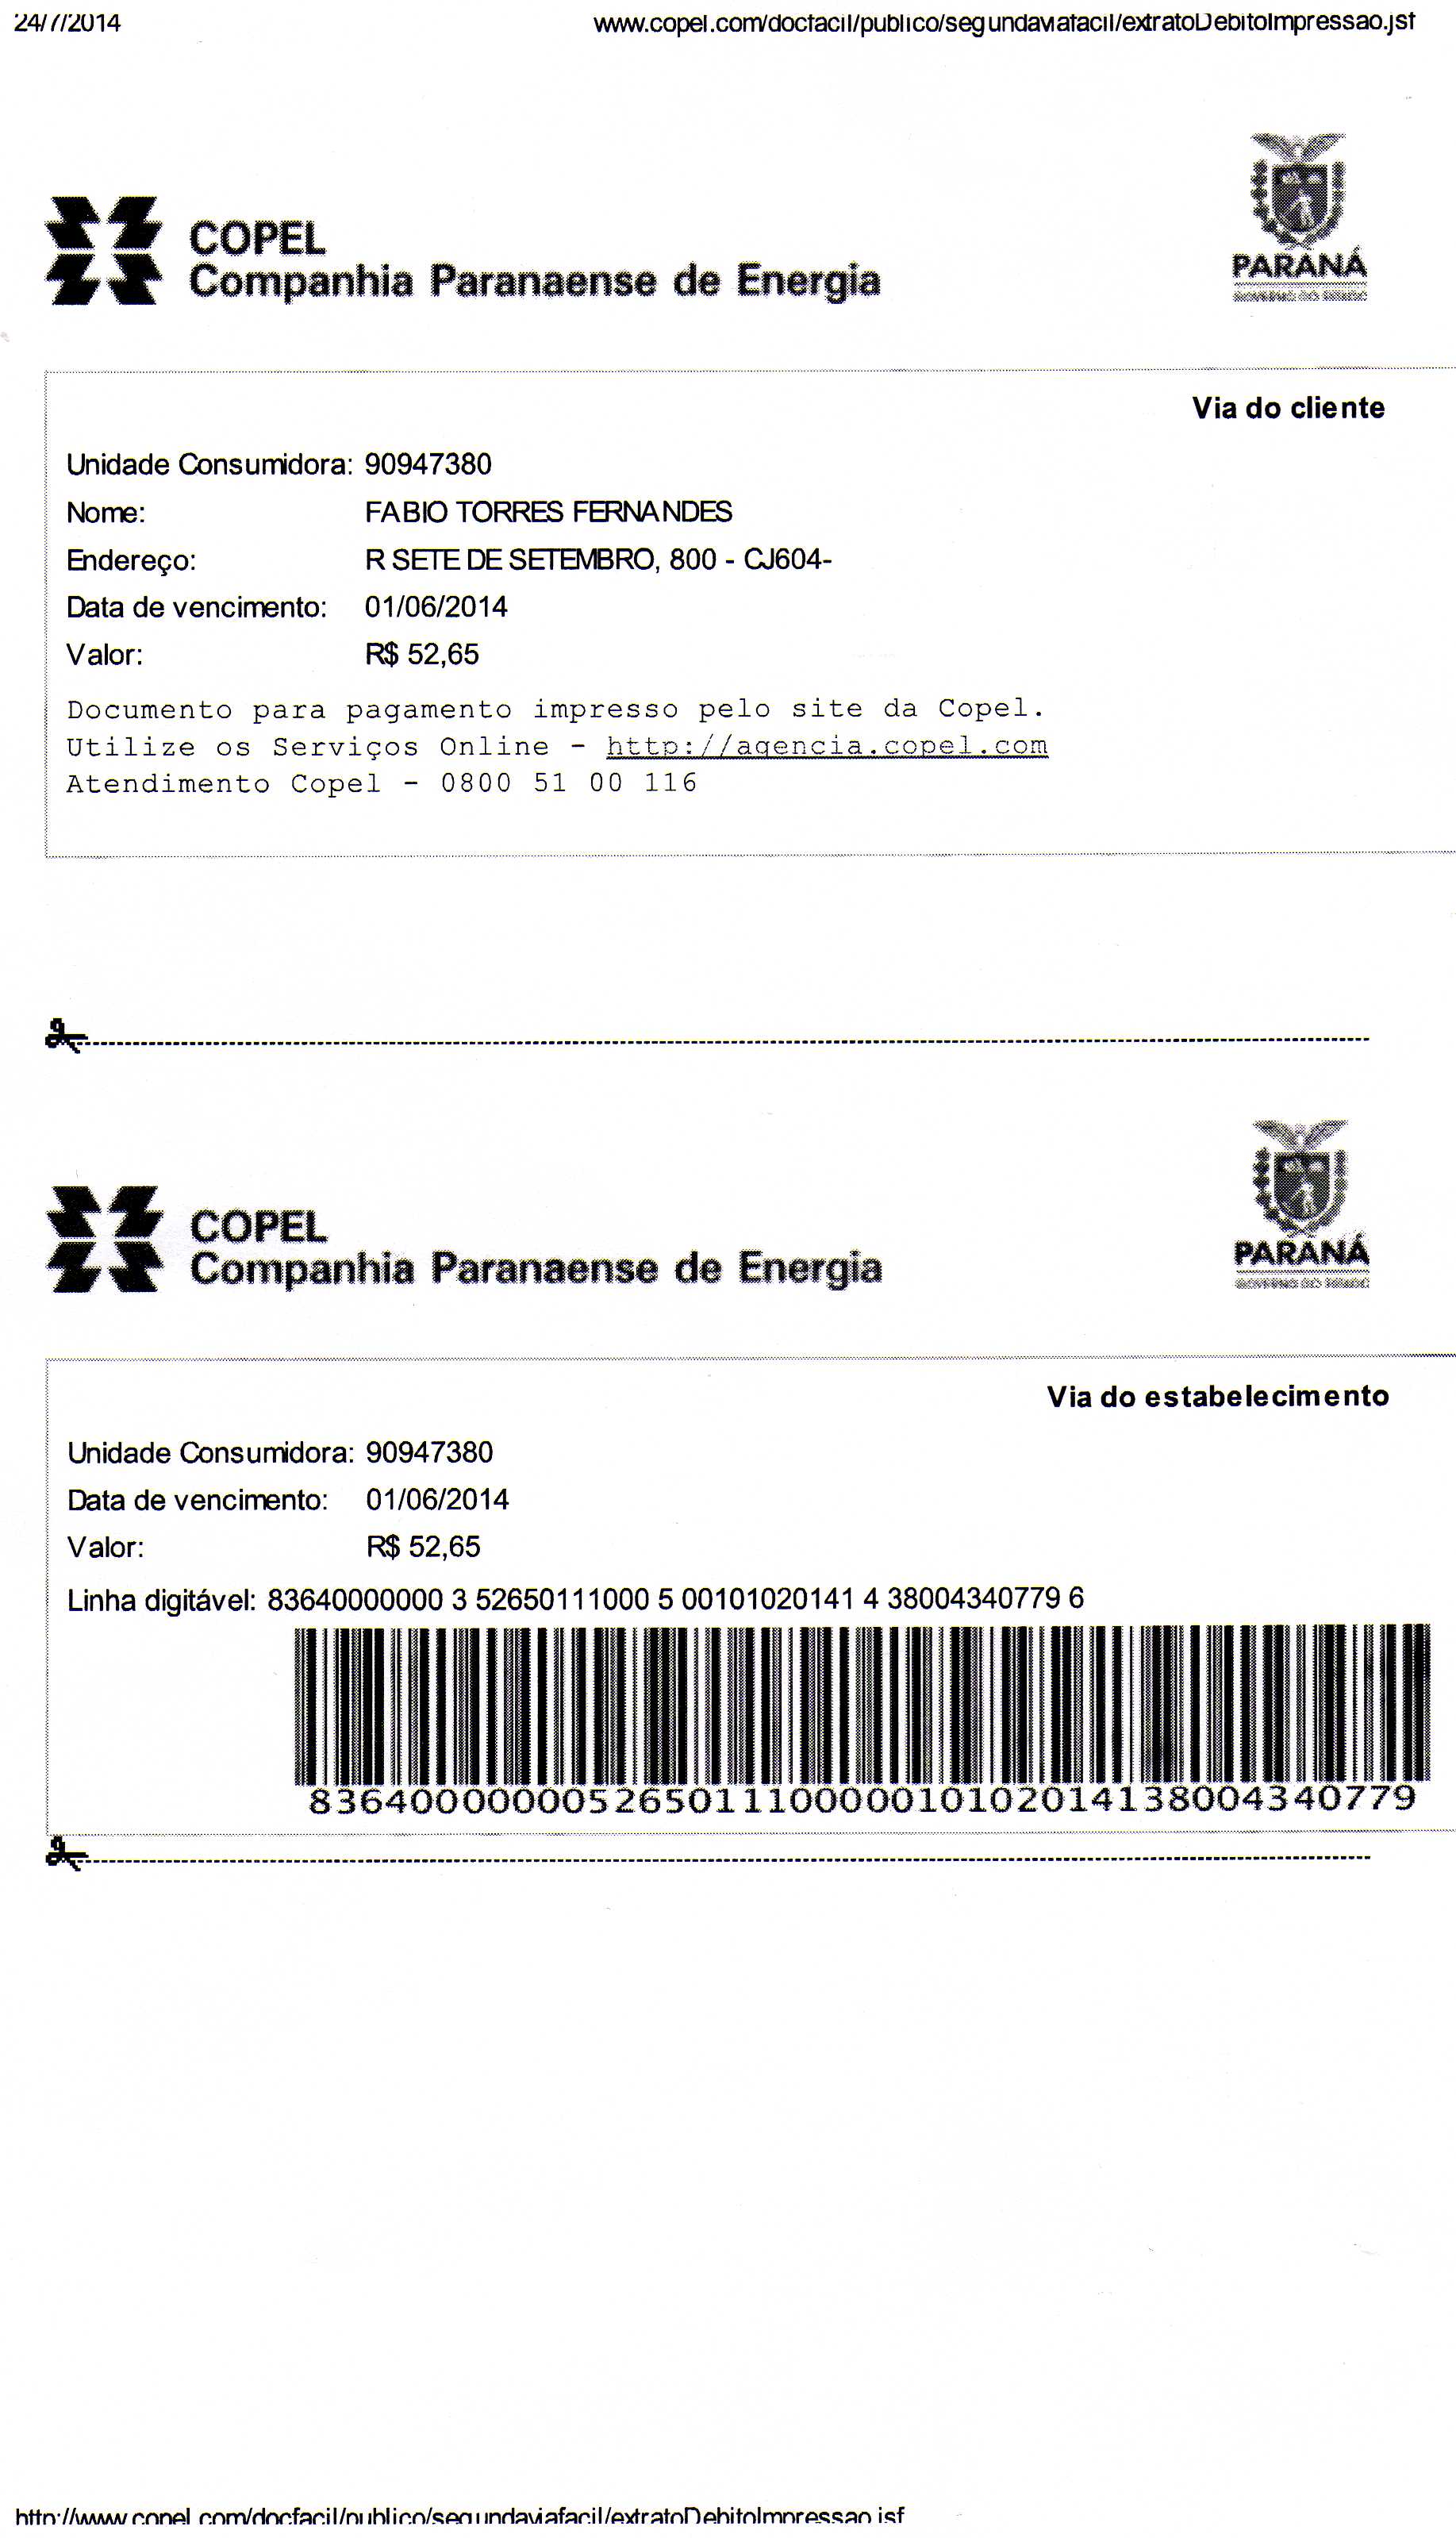 24/7/2014 www.copel.com/docfacil/publico/segundaviafacil/extratoDebitoImpressao.jsf
COPEL
Companhia Paranaense de Energia
PARANÁ
GOVERNO DO ESTADO
Via do cliente
Unidade Consumidora: 90947380
Nome: FABIO TORRES FERNANDES
Endereço: R SETE DE SETEMBRO, 800 - CJ604-
Data de vencimento: 01/06/2014
Valor: R$ 52,65
Documento para pagamento impresso pelo site da Copel.
Utilize os Serviços Online - http://agencia.copel.com
Atendimento Copel - 0800 51 00 116
COPEL
Companhia Paranaense de Energia
PARANÁ
GOVERNO DO ESTADO
Via do estabelecimento
Unidade Consumidora: 90947380
Data de vencimento: 01/06/2014
Valor: R$ 52,65
Linha digitável: 83640000000 3 52650111000 5 00101020141 4 38004340779 6
83640000000526501110000010102014138004340779
http://www.copel.com/docfacil/publico/segundaviafacil/extratoDebitoImpressao.jsf